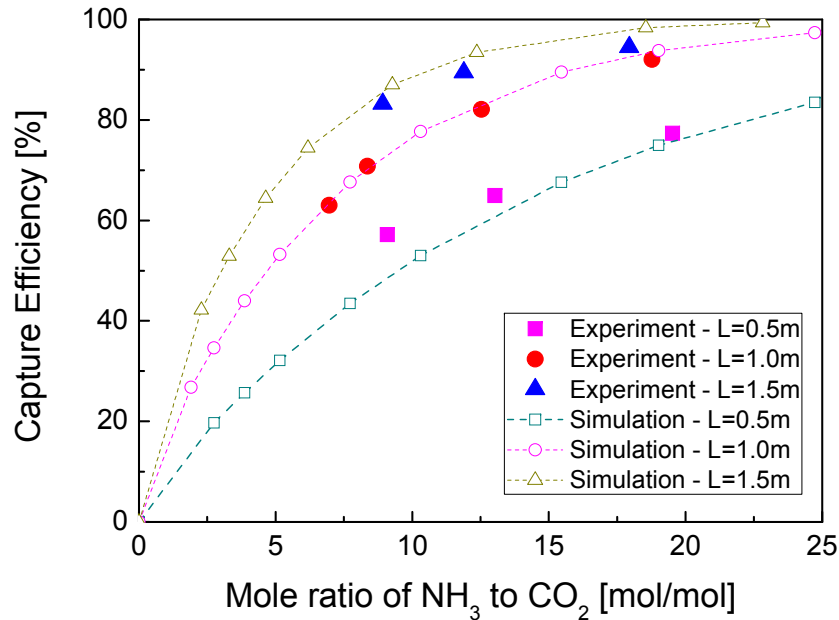 100
80
60
40
20
0
Capture Efficiency [%]
Experiment - L=0.5m
Experiment - L=1.0m
Experiment - L=1.5m
Simulation - L=0.5m
Simulation - L=1.0m
Simulation - L=1.5m
0 5 10 15 20 25
Mole ratio of NH₃ to CO₂ [mol/mol]